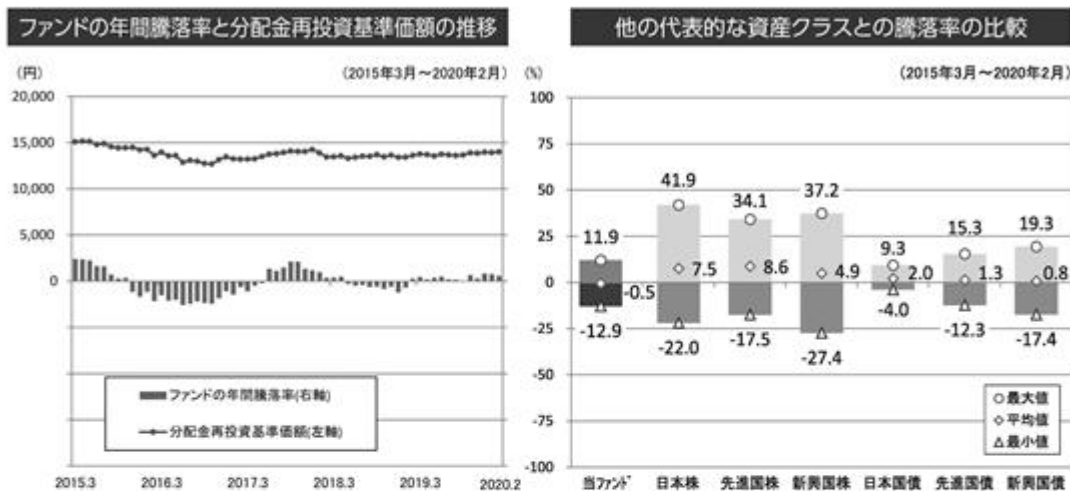 ファンドの年間騰落率と分配金再投資基準価額の推移
(円)
(2015年3月～2020年2月)
20,000
15,000
10,000
5,000
0
ファンドの年間騰落率(右軸)
分配金再投資基準価額(左軸)
2015.3
2016.3
2017.3
2018.3
2019.3
2020.2
他の代表的な資産クラスとの騰落率の比較
(%)
(2015年3月～2020年2月)
100
75
50
25
0
-25
-50
-75
-100
11.9
41.9
34.1
37.2
9.3
15.3
19.3
-0.5
7.5
8.6
4.9
2.0
1.3
0.8
-12.9
-22.0
-17.5
-27.4
-4.0
-12.3
-17.4
最大値
平均値
最小値
当ファンド
日本株
先進国株
新興国株
日本国債
先進国債
新興国債